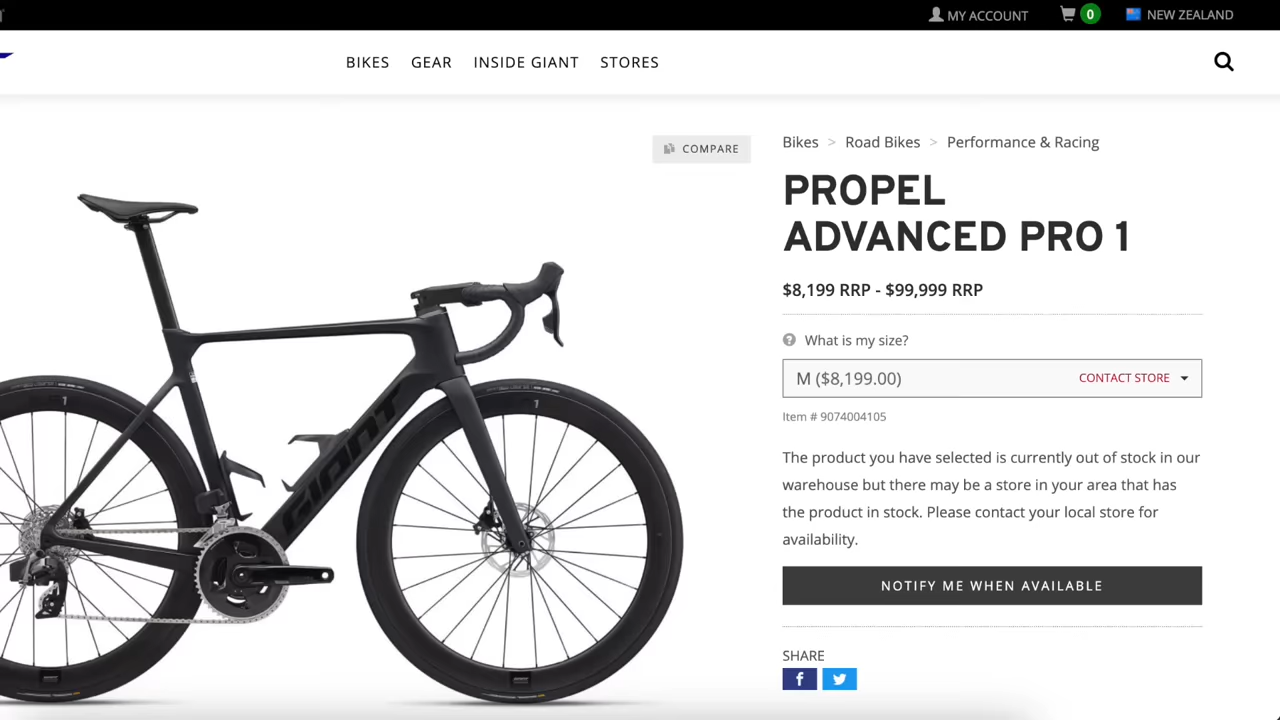 MY ACCOUNT
0
NEW ZEALAND
BIKES
GEAR
INSIDE GIANT
STORES
COMPARE
Bikes > Road Bikes > Performance & Racing
PROPEL
ADVANCED PRO 1
$8,199 RRP - $99,999 RRP
? What is my size?
M ($8,199.00)
CONTACT STORE
Item # 9074004105
The product you have selected is currently out of stock in our
warehouse but there may be a store in your area that has
the product in stock. Please contact your local store for
availability.
NOTIFY ME WHEN AVAILABLE
SHARE
f
GIANT
1
1